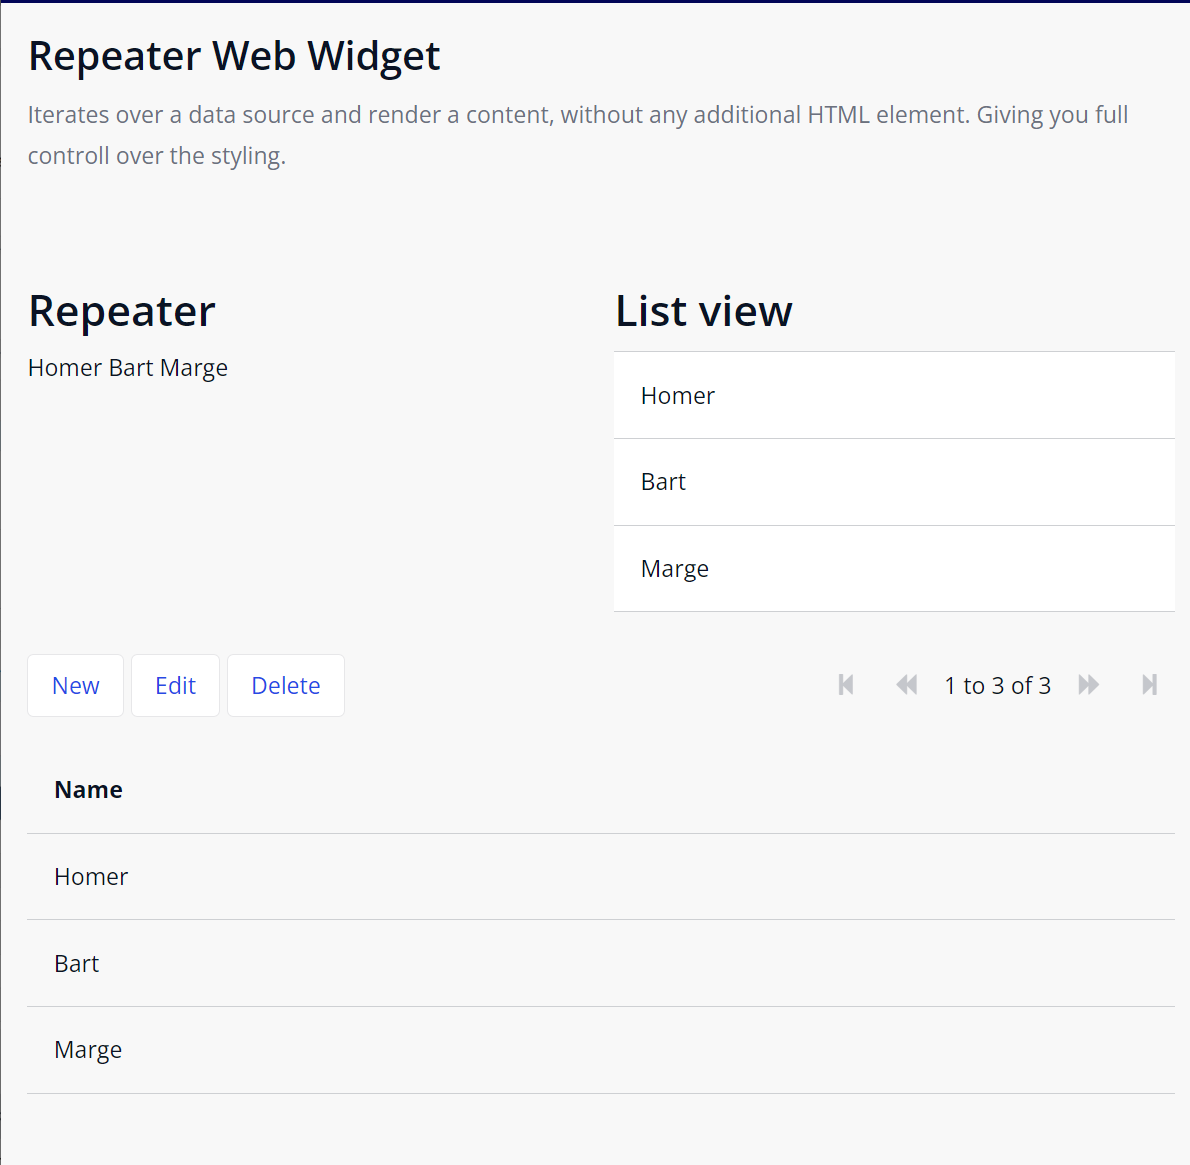 Repeater Web Widget
Iterates over a data source and render a content, without any additional HTML element. Giving you full
controll over the styling.
Repeater
Homer Bart Marge
List view
Homer
Bart
Marge
New Edit Delete
1 to 3 of 3
Name
Homer
Bart
Marge